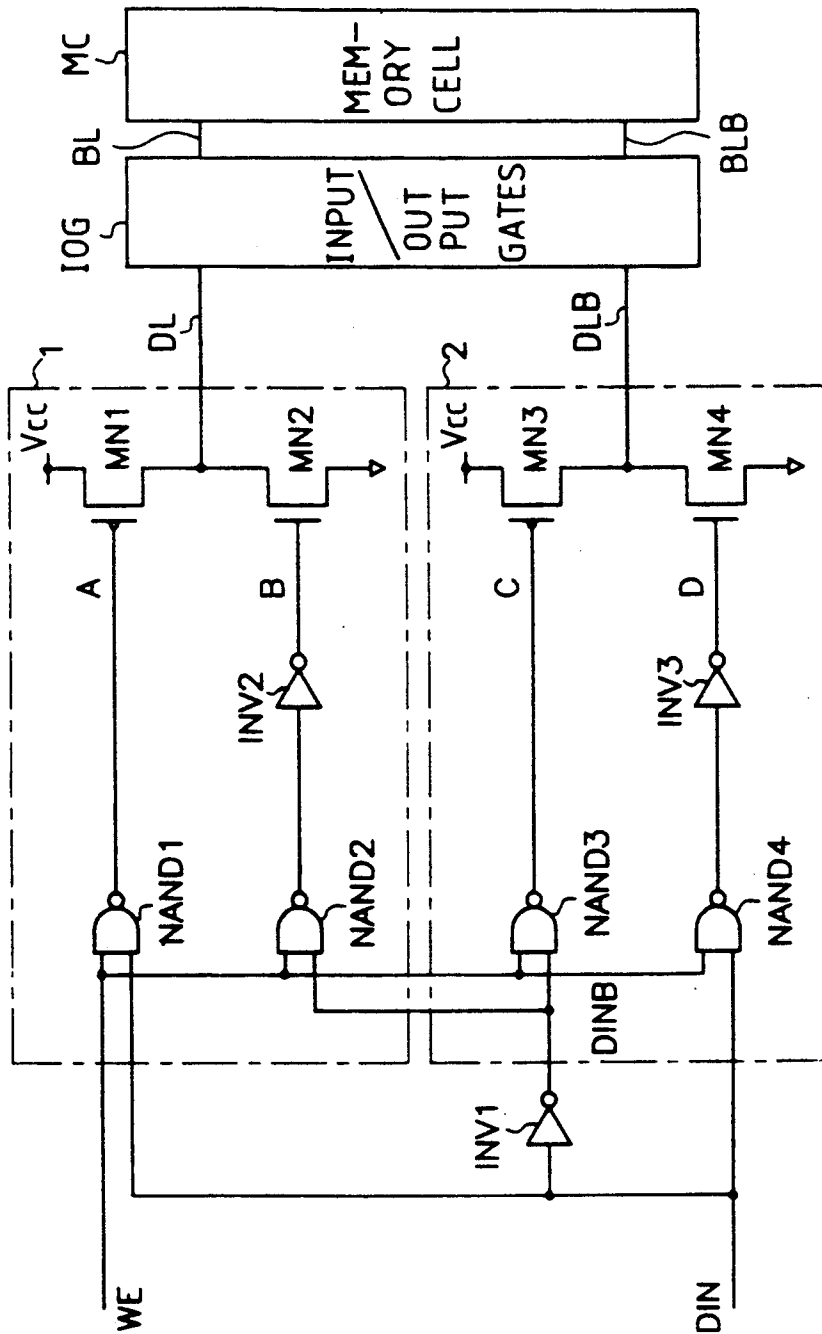 WE
DIN
1
Vcc
A
MN1
NAND1
DL
B
MN2
INV2
NAND2
2
Vcc
C
MN3
NAND3
DINB
INV1
DLB
D
MN4
INV3
NAND4
IOG
INPUT
/OUT
PUT
GATES
BL
BLB
MC
MEM-
ORY
CELL